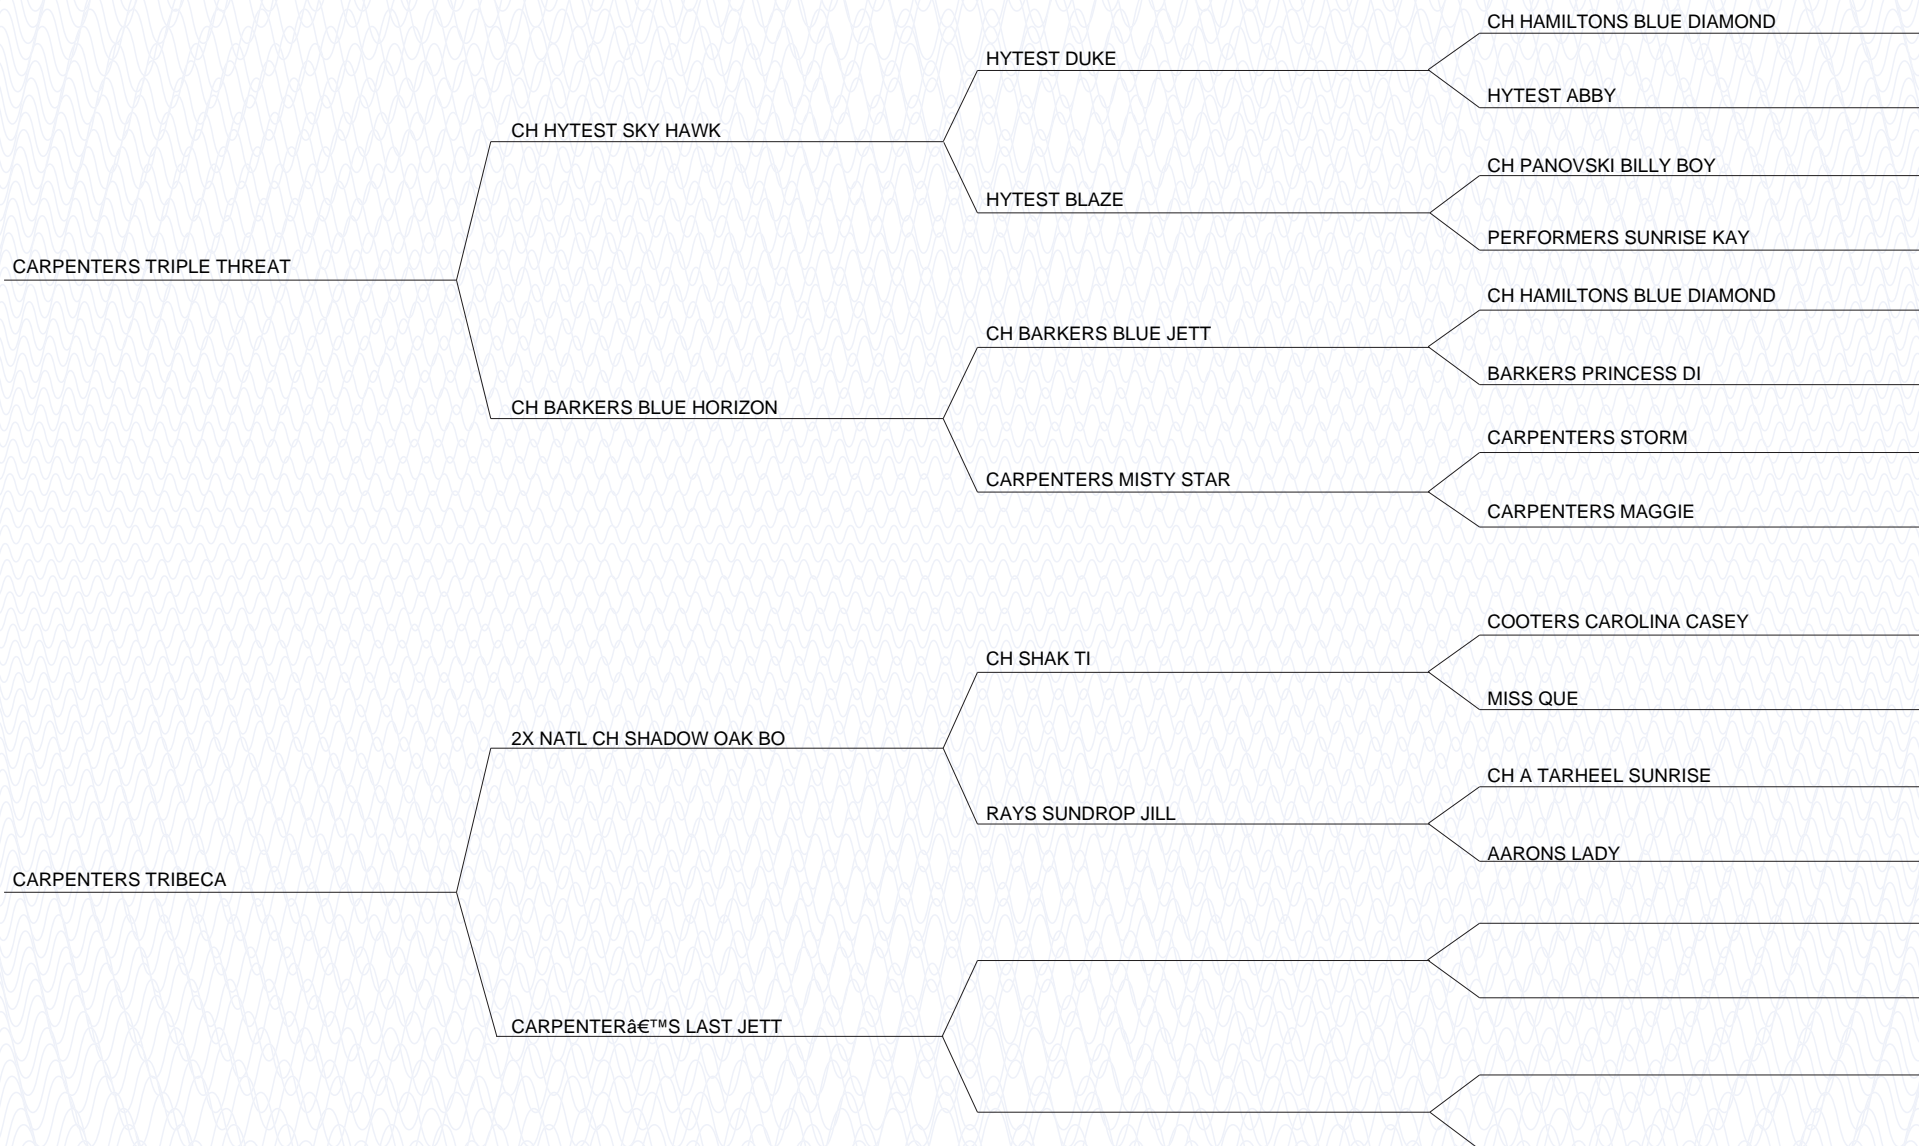 CH HAMILTONS BLUE DIAMOND
HYTEST DUKE
HYTEST ABBY
CH HYTEST SKY HAWK
CH PANOVSKI BILLY BOY
HYTEST BLAZE
PERFORMERS SUNRISE KAY
CARPENTERS TRIPLE THREAT
CH HAMILTONS BLUE DIAMOND
CH BARKERS BLUE JETT
BARKERS PRINCESS DI
CH BARKERS BLUE HORIZON
CARPENTERS STORM
CARPENTERS MISTY STAR
CARPENTERS MAGGIE
COOTERS CAROLINA CASEY
CH SHAK TI
MISS QUE
2X NATL CH SHADOW OAK BO
CH A TARHEEL SUNRISE
RAYS SUNDROP JILL
AARONS LADY
CARPENTERS TRIBECA
CARPENTERâ€™S LAST JETT